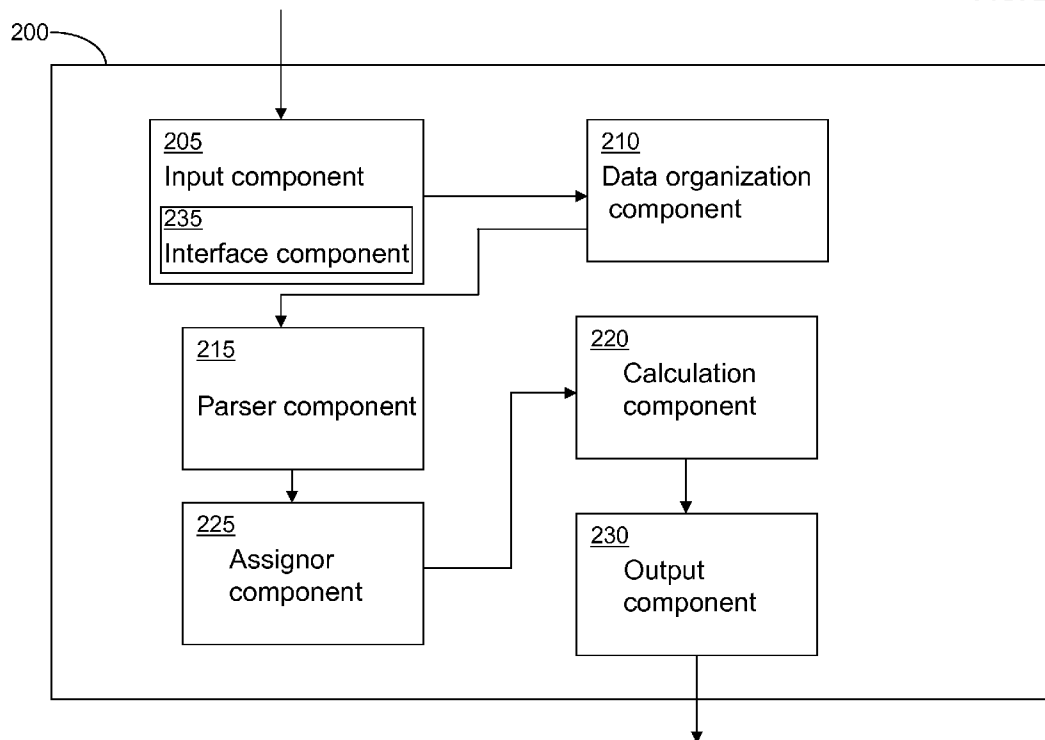 200
205
Input component
235
Interface component
210
Data organization
component
215
Parser component
220
Calculation
component
225
Assignor
component
230
Output
component